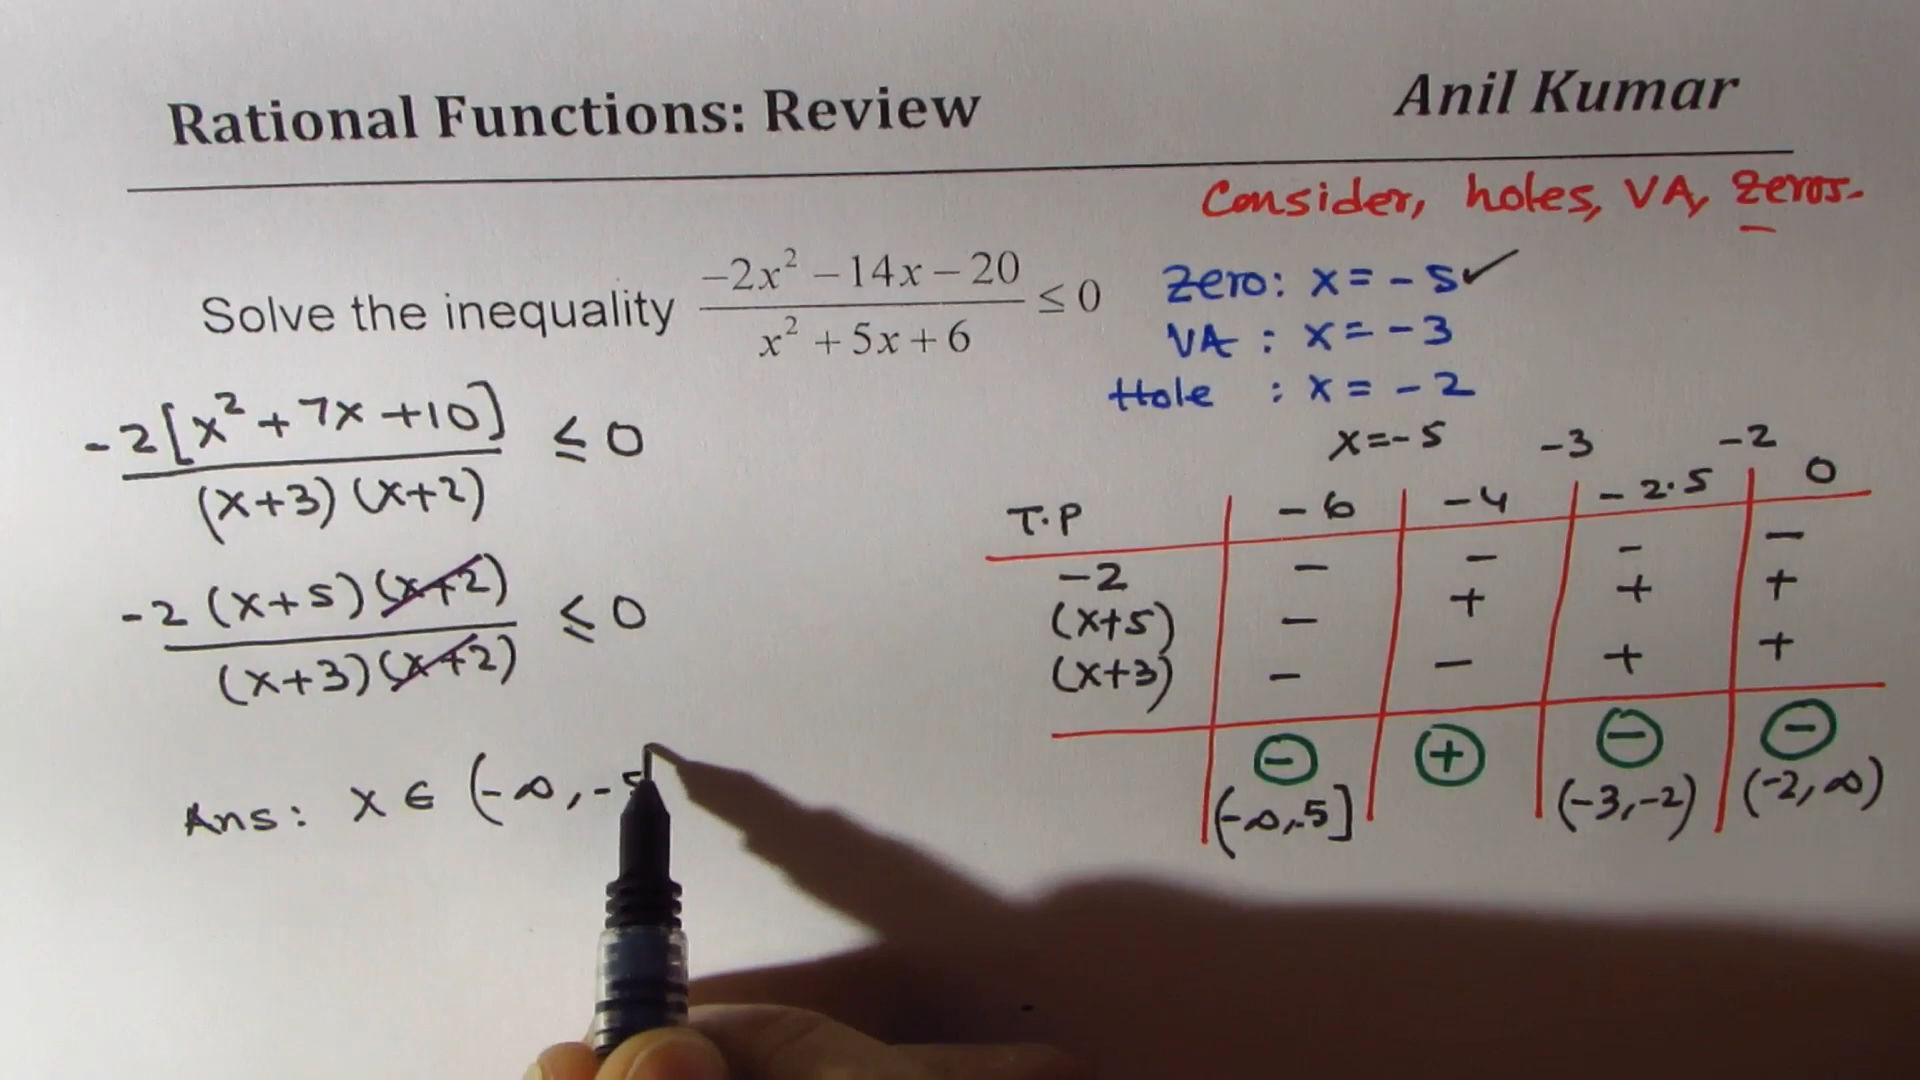 Rational Functions: Review
Anil Kumar
Consider, holes, VA, Zeros.
Solve the inequality (-2x² - 14x - 20)/(x² + 5x + 6) ≤ 0
Zero: x = -5 ✓
VA : x = -3
Hole : x = -2
-2[x² + 7x + 10] / (x+3)(x+2) ≤ 0
-2(x+5)(x+2) / (x+3)(x+2) ≤ 0
Ans: x ∈ (-∞, -5
x=-5 -3 -2
T.P -6 -4 -2.5 0
-2 - - - -
(x+5) - + + +
(x+3) - - + +
- + - -
(-∞,-5] (-3,-2) (-2,∞)